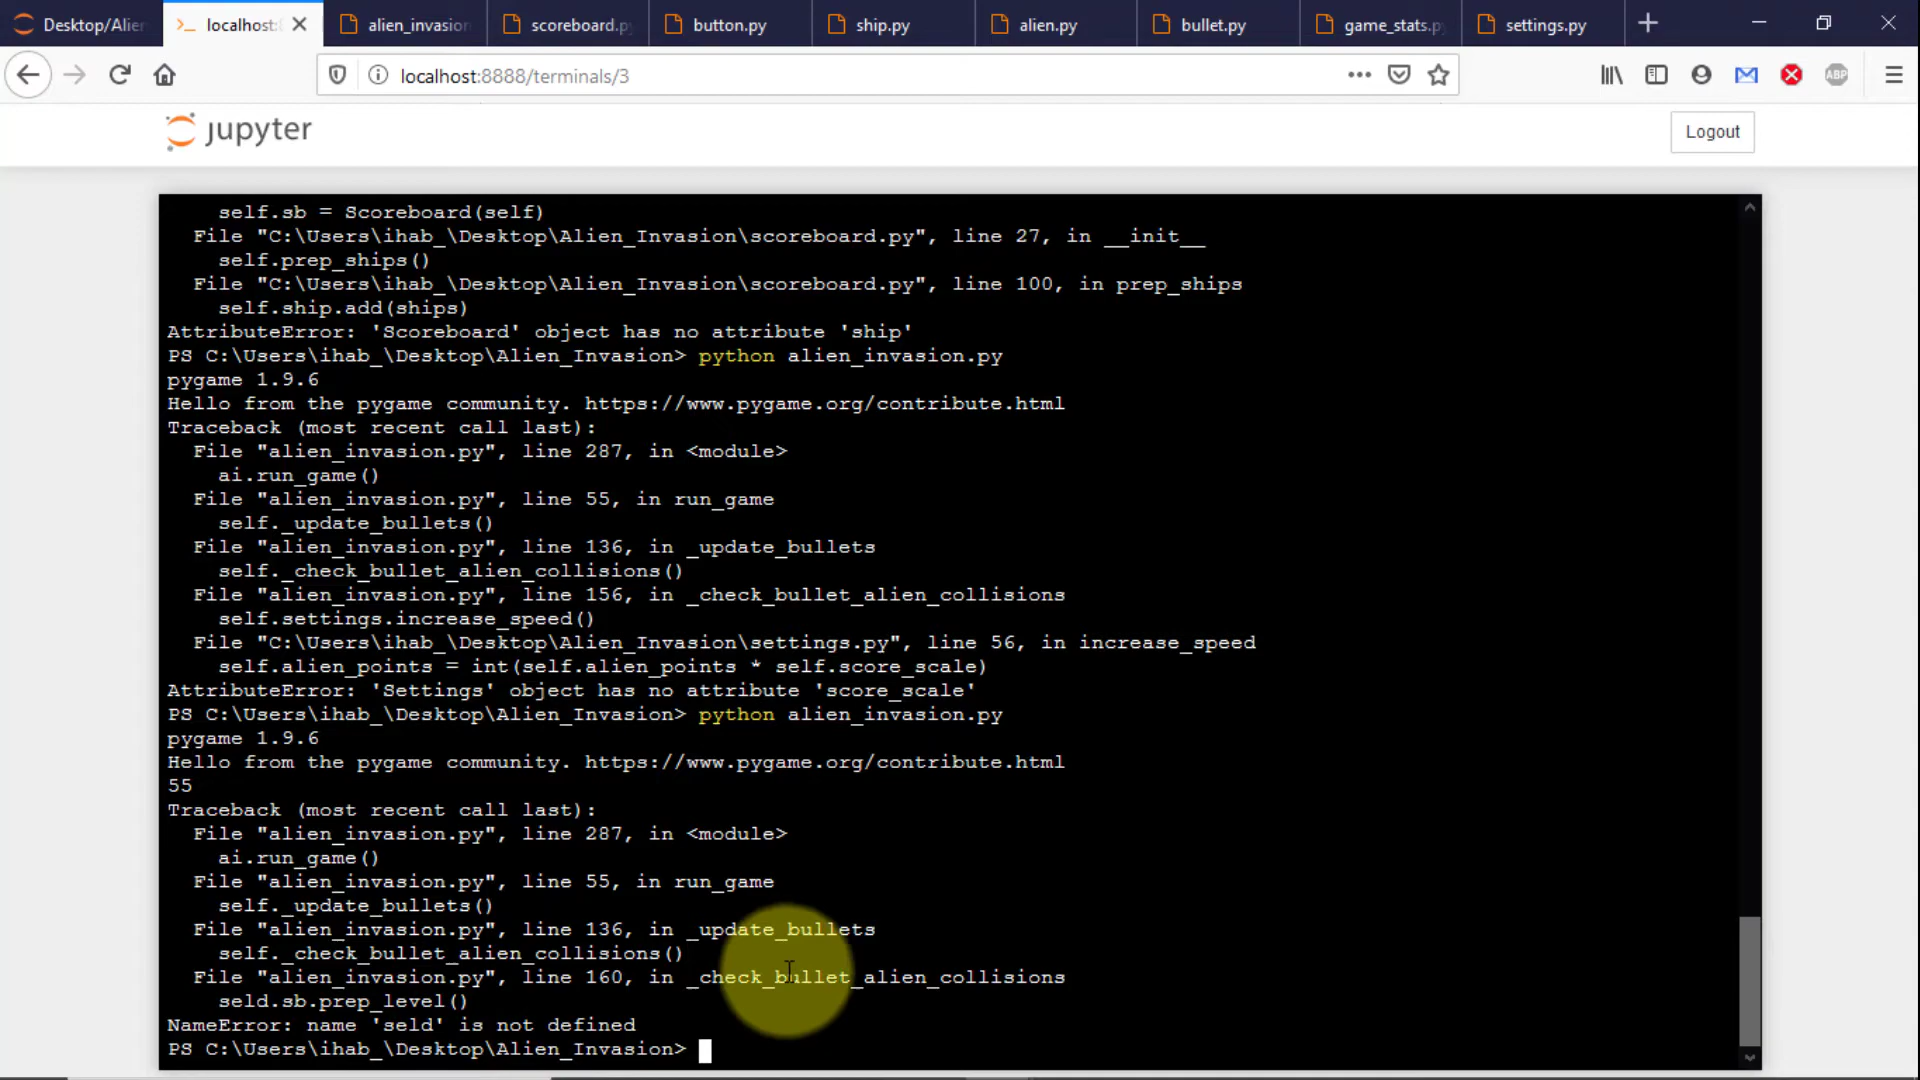 Desktop/Alien
localhost:8
alien_invasion
scoreboard.py
button.py
ship.py
alien.py
bullet.py
game_stats.py
settings.py
localhost:8888/terminals/3
ABP
jupyter
Logout
self.sb = Scoreboard(self)
File "C:\Users\ihab_\Desktop\Alien_Invasion\scoreboard.py", line 27, in __init__
self.prep_ships()
File "C:\Users\ihab_\Desktop\Alien_Invasion\scoreboard.py", line 100, in prep_ships
self.ship.add(ships)
AttributeError: 'Scoreboard' object has no attribute 'ship'
PS C:\Users\ihab_\Desktop\Alien_Invasion> python alien_invasion.py
pygame 1.9.6
Hello from the pygame community. https://www.pygame.org/contribute.html
Traceback (most recent call last):
File "alien_invasion.py", line 287, in <module>
ai.run_game()
File "alien_invasion.py", line 55, in run_game
self._update_bullets()
File "alien_invasion.py", line 136, in _update_bullets
self._check_bullet_alien_collisions()
File "alien_invasion.py", line 156, in _check_bullet_alien_collisions
self.settings.increase_speed()
File "C:\Users\ihab_\Desktop\Alien_Invasion\settings.py", line 56, in increase_speed
self.alien_points = int(self.alien_points * self.score_scale)
AttributeError: 'Settings' object has no attribute 'score_scale'
PS C:\Users\ihab_\Desktop\Alien_Invasion> python alien_invasion.py
pygame 1.9.6
Hello from the pygame community. https://www.pygame.org/contribute.html
55
Traceback (most recent call last):
File "alien_invasion.py", line 287, in <module>
ai.run_game()
File "alien_invasion.py", line 55, in run_game
self._update_bullets()
File "alien_invasion.py", line 136, in _update_bullets
self._check_bullet_alien_collisions()
File "alien_invasion.py", line 160, in _check_bullet_alien_collisions
seld.sb.prep_level()
NameError: name 'seld' is not defined
PS C:\Users\ihab_\Desktop\Alien_Invasion>